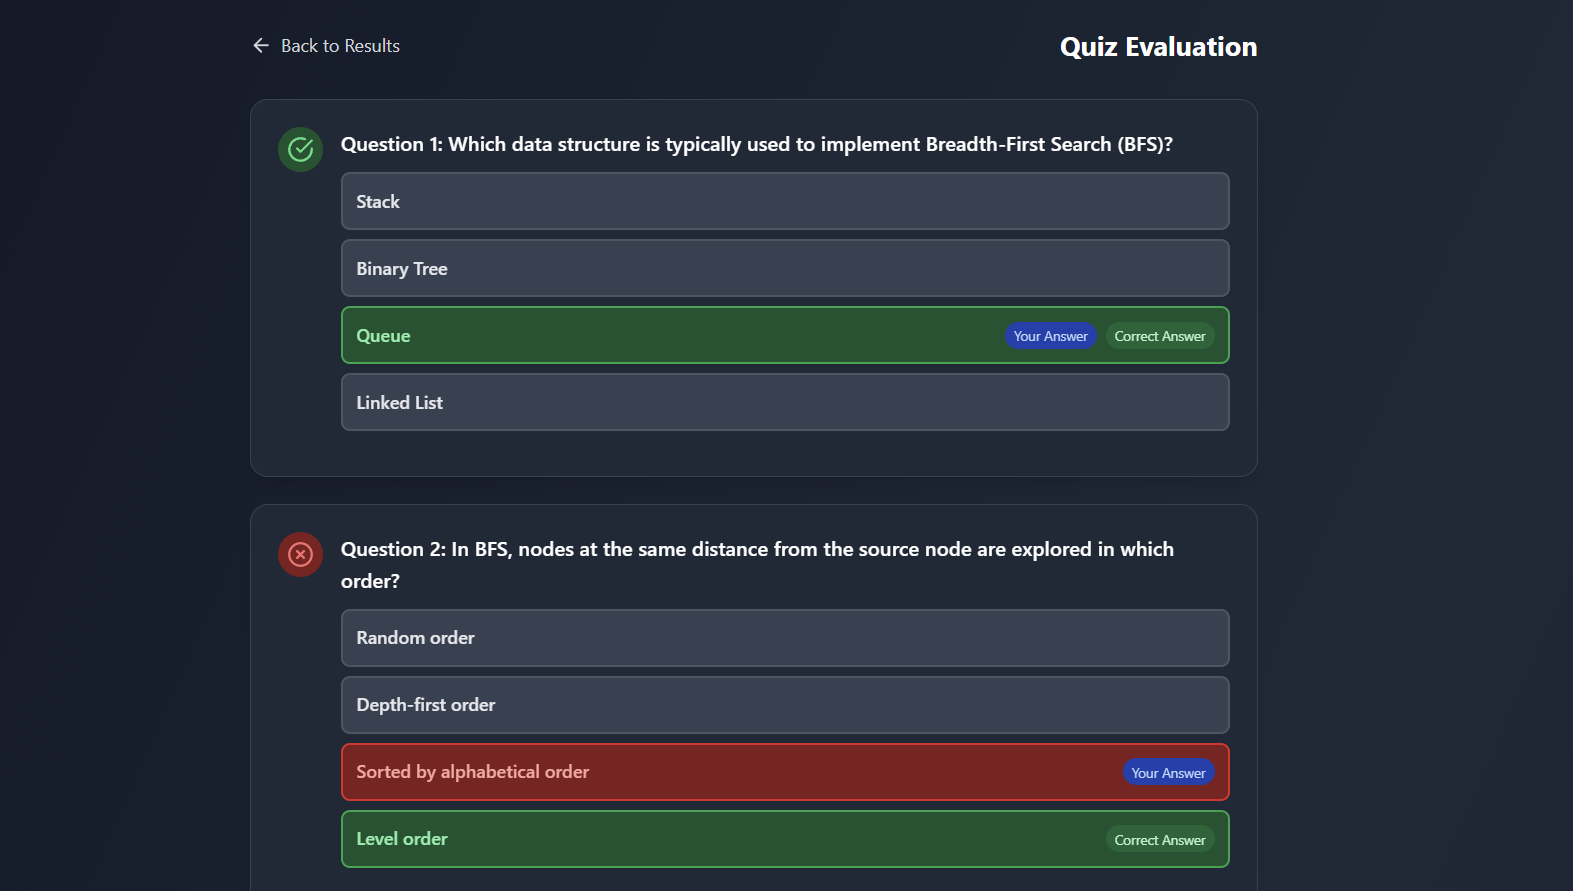 Back to Results
Quiz Evaluation
Question 1: Which data structure is typically used to implement Breadth-First Search (BFS)?
Stack
Binary Tree
Queue Your Answer Correct Answer
Linked List
Question 2: In BFS, nodes at the same distance from the source node are explored in which
order?
Random order
Depth-first order
Sorted by alphabetical order Your Answer
Level order Correct Answer